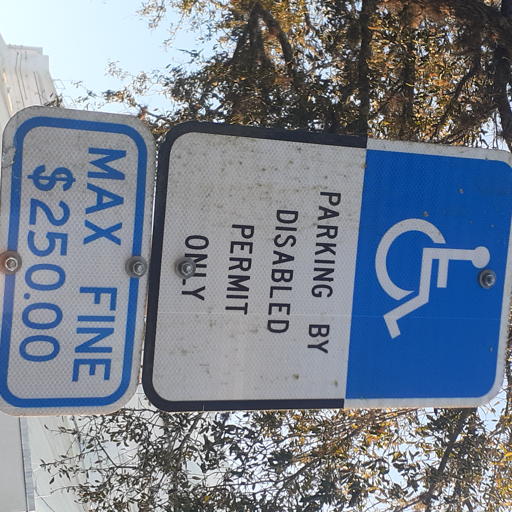 PARKING BY
DISABLED
PERMIT
ONLY
MAX FINE
$250.00